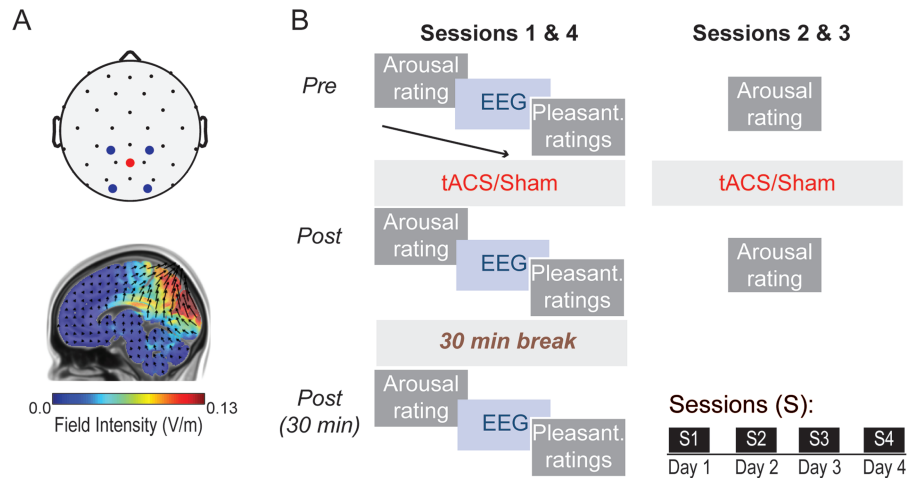 A
B
Sessions 1 & 4
Sessions 2 & 3
Pre
Arousal
rating
EEG
Pleasant.
ratings
Arousal
rating
tACS/Sham
tACS/Sham
Post
Arousal
rating
EEG
Pleasant.
ratings
Arousal
rating
30 min break
0.0
0.13
Field Intensity (V/m)
Post
(30 min)
Arousal
rating
EEG
Pleasant.
ratings
Sessions (S):
S1 S2 S3 S4
Day 1 Day 2 Day 3 Day 4